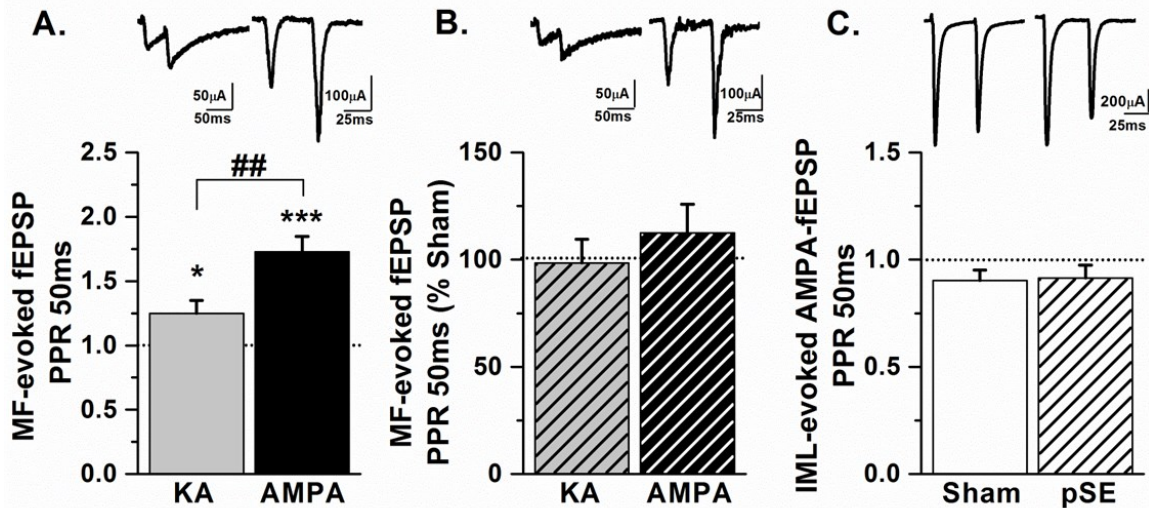 A.
50µA
50ms
100µA
25ms
MF-evoked fEPSP
PPR 50ms
2.5
2.0
1.5
1.0
0.5
0.0
##
*
***
KA
AMPA
B.
50µA
50ms
100µA
25ms
MF-evoked fEPSP
PPR 50ms (% Sham)
150
100
50
0
KA
AMPA
C.
200µA
25ms
IML-evoked AMPA-fEPSP
PPR 50ms
1.5
1.0
0.5
0.0
Sham
pSE